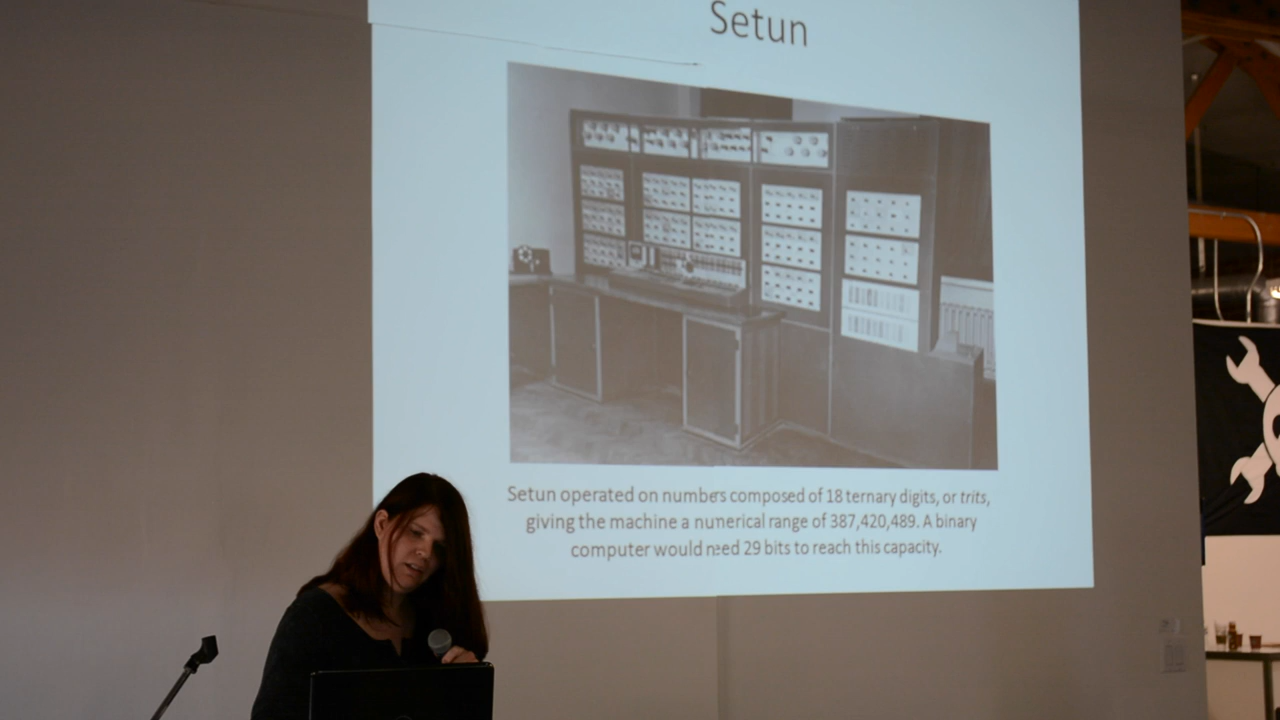 Setun
Setun operated on numbers composed of 18 ternary digits, or trits,
giving the machine a numerical range of 387,420,489. A binary
computer would need 29 bits to reach this capacity.